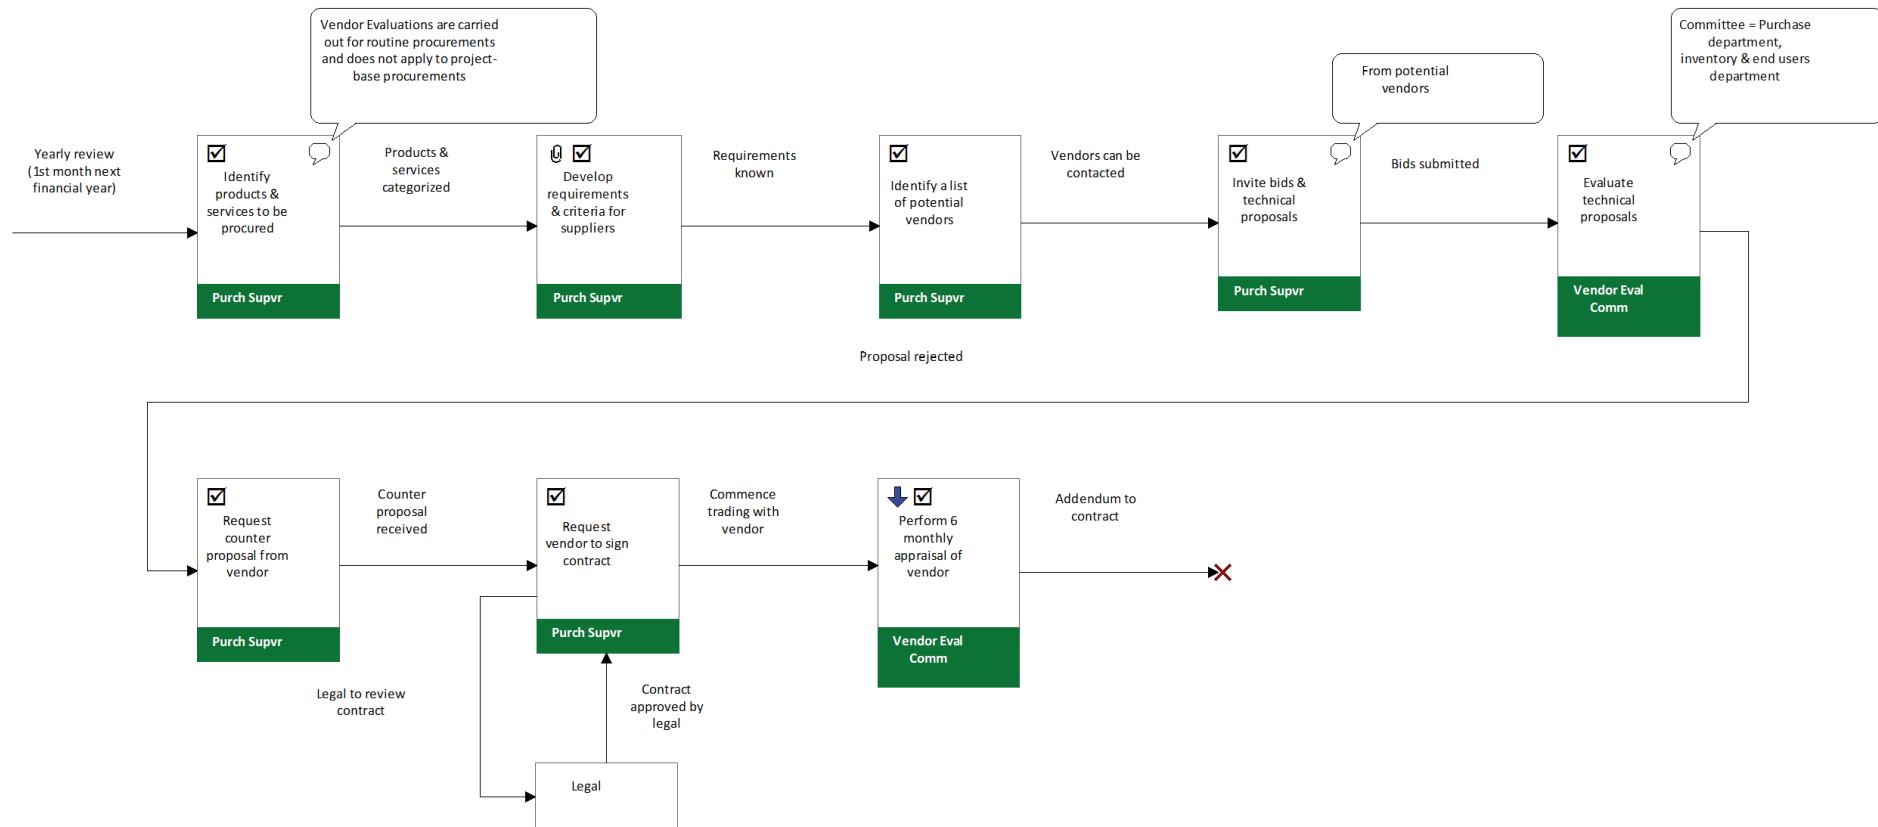 Vendor Evaluations are carried
out for routine procurements
and does not apply to project-
base procurements
From potential
vendors
Committee = Purchase
department,
inventory & end users
department
Yearly review
(1st month next
financial year)
Identify
products &
services to be
procured
Purch Supvr
Products &
services
categorized
Develop
requirements
& criteria for
suppliers
Purch Supvr
Requirements
known
Identify a list
of potential
vendors
Purch Supvr
Vendors can be
contacted
Invite bids &
technical
proposals
Purch Supvr
Bids submitted
Evaluate
technical
proposals
Vendor Eval
Comm
Proposal rejected
Request
counter
proposal from
vendor
Purch Supvr
Counter
proposal
received
Request
vendor to sign
contract
Purch Supvr
Commence
trading with
vendor
Perform 6
monthly
appraisal of
vendor
Vendor Eval
Comm
Addendum to
contract
Legal to review
contract
Contract
approved by
legal
Legal